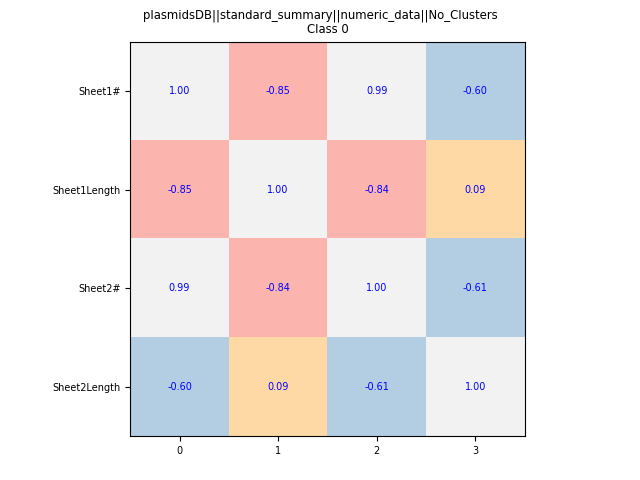 plasmidsDB||standard_summary||numeric_data||No_Clusters
Class 0
Sheet1# 1.00 -0.85 0.99 -0.60
Sheet1Length -0.85 1.00 -0.84 0.09
Sheet2# 0.99 -0.84 1.00 -0.61
Sheet2Length -0.60 0.09 -0.61 1.00
0 1 2 3